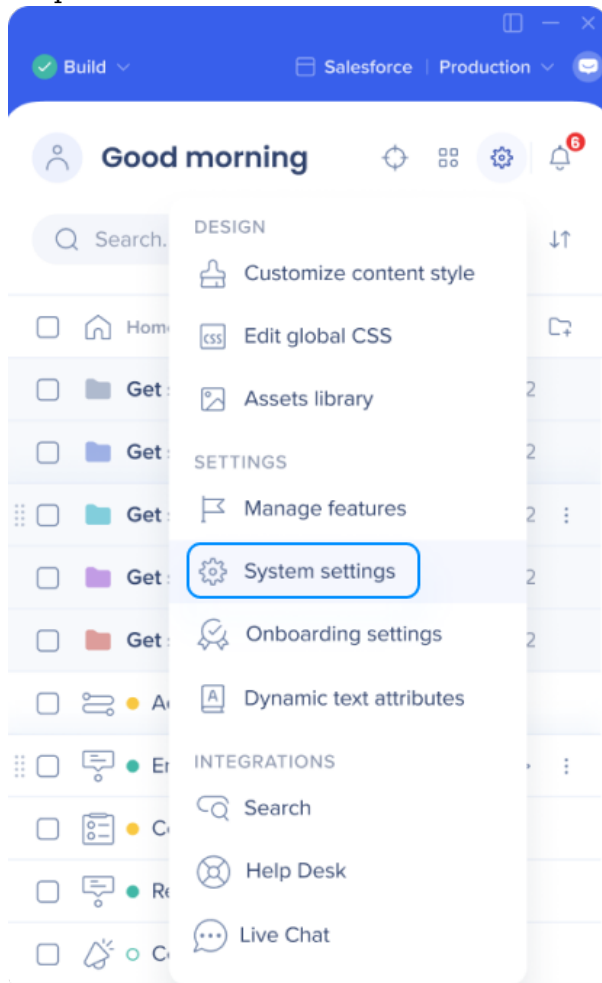 Build
Salesforce | Production
Good morning
6
Search.
DESIGN
Customize content style
Home
css Edit global CSS
Get
Assets library
2
Get
SETTINGS
2
Get
Manage features
2
Get
System settings
2
Get
Onboarding settings
2
A Dynamic text attributes
INTEGRATIONS
Search
Help Desk
Live Chat